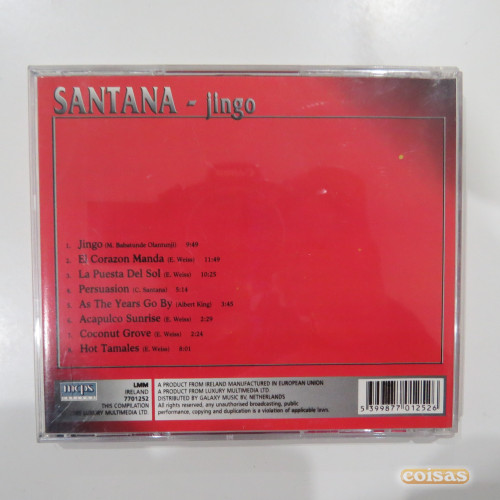 SANTANA - jingo
1. Jingo (M. Babatunde Olantunji) 9:49
2. El Corazon Manda (E. Weiss) 11:49
3. La Puesta Del Sol (E. Weiss) 10:25
4. Persuasion (C. Santana) 5:14
5. As The Years Go By (Albert King) 3:45
6. Acapulco Sunrise (E. Weiss) 2:29
7. Coconut Grove (E. Weiss) 2:24
8. Hot Tamales (E. Weiss) 8:01
mcps
LMM
IRELAND
7701252
THIS COMPILATION
LUXURY MULTIMEDIA LTD.
A PRODUCT FROM IRELAND MANUFACTURED IN EUROPEAN UNION
A PRODUCT FROM LUXURY MULTIMEDIA LTD.
DISTRIBUTED BY GALAXY MUSIC BV, NETHERLANDS
All rights reserved, any unauthorised broadcasting, public
performance, copying and duplication is a violation of applicable laws.
5 399877 012526
coisas